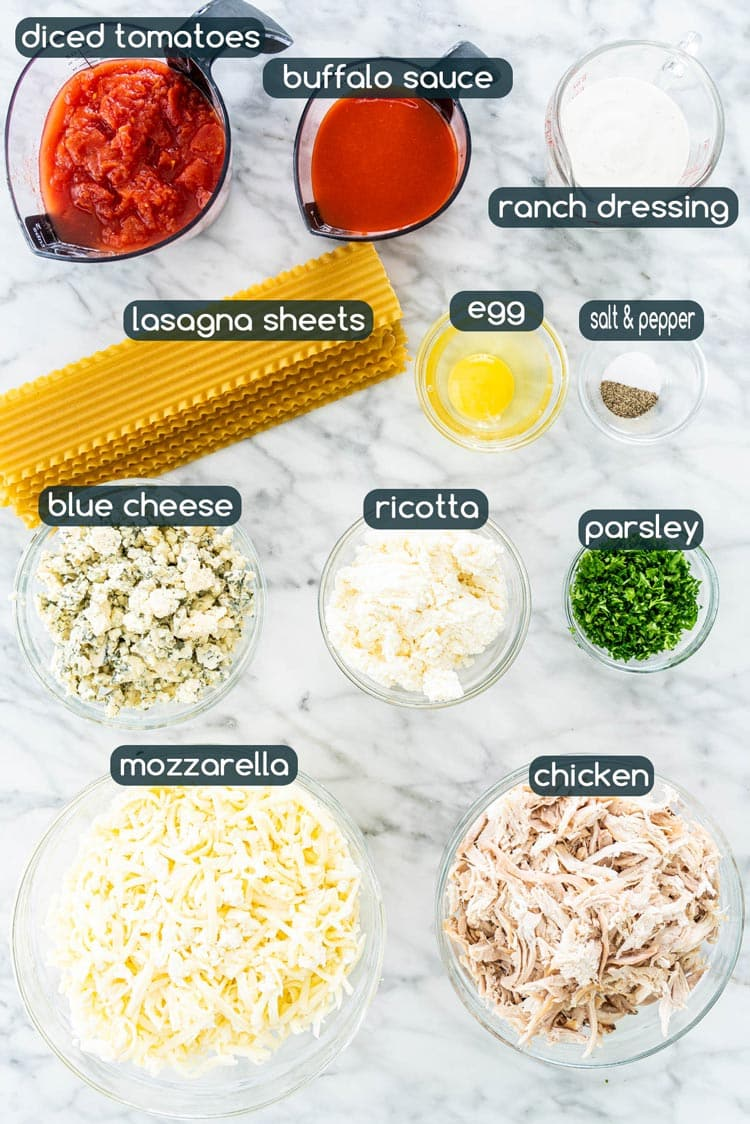 diced tomatoes
buffalo sauce
ranch dressing
lasagna sheets
egg
salt & pepper
blue cheese
ricotta
parsley
mozzarella
chicken